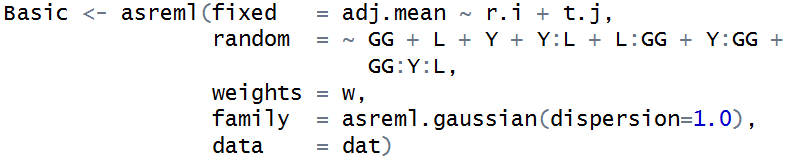 Basic <- asreml(fixed   = adj.mean ~ r.i + t.j,
                random  = ~ GG + L + Y + Y:L + L:GG + Y:GG +
                            GG:Y:L,
                weights = w,
                family  = asreml.gaussian(dispersion=1.0),
                data    = dat)